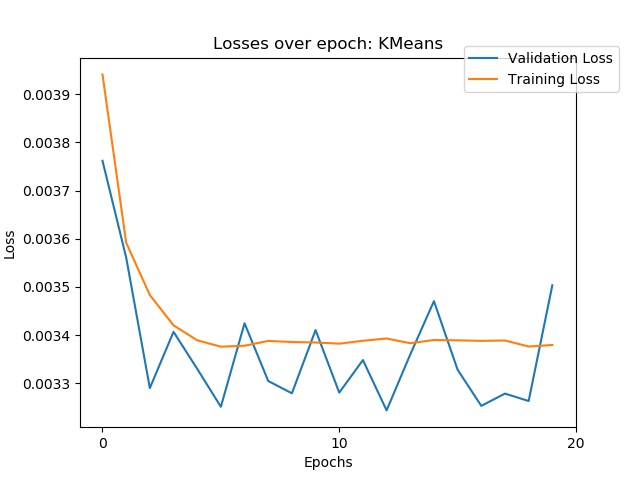 Losses over epoch: KMeans
Validation Loss
Training Loss
0.0039
0.0038
0.0037
0.0036
0.0035
0.0034
0.0033
Loss
0
10
20
Epochs